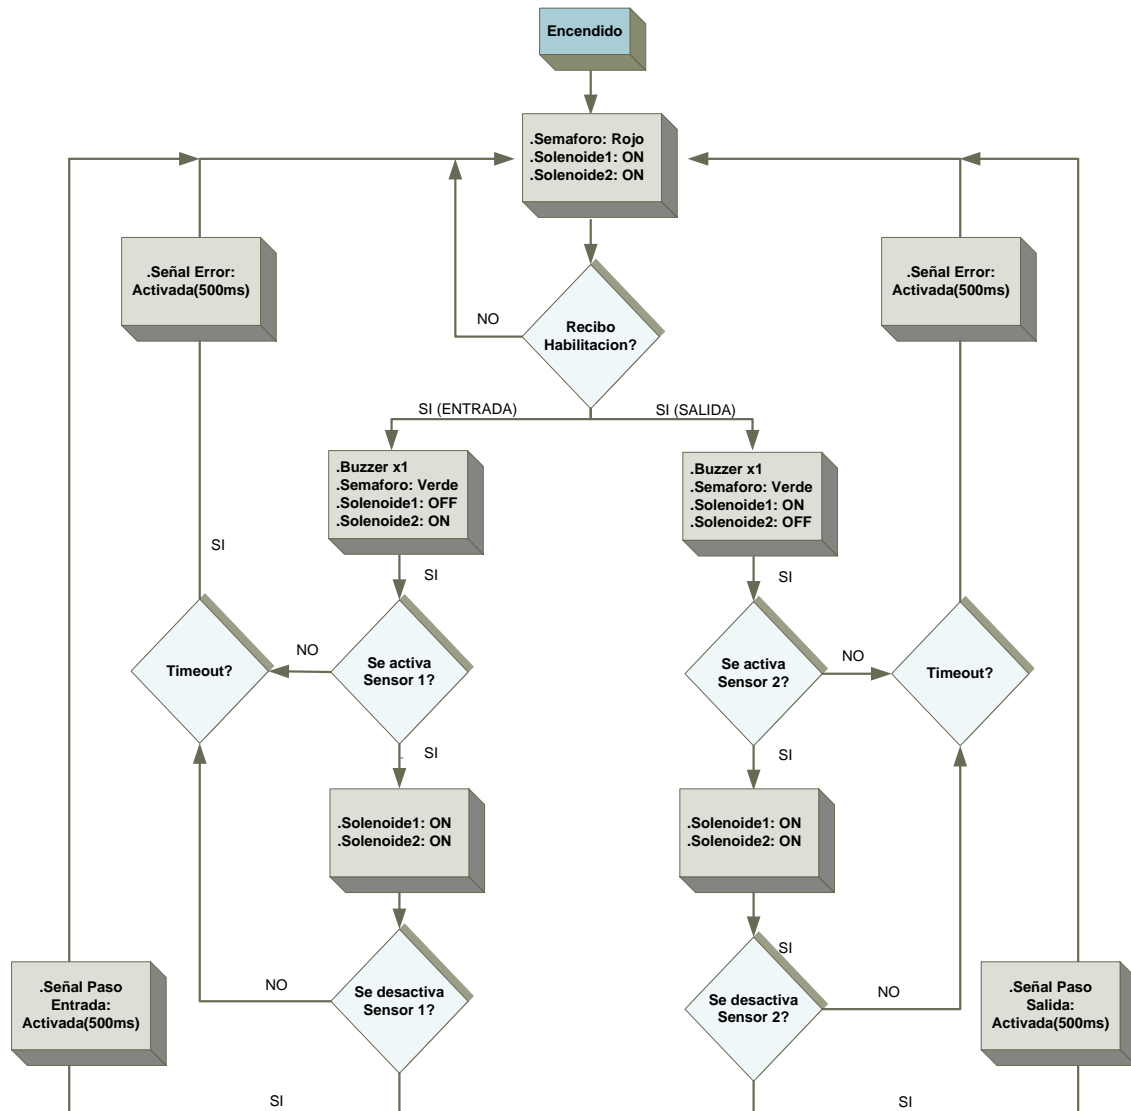 Encendido
.Semaforo: Rojo
.Solenoide1: ON
.Solenoide2: ON
.Señal Error:
Activada(500ms)
.Señal Error:
Activada(500ms)
NO
Recibo
Habilitacion?
SI (ENTRADA)
SI (SALIDA)
.Buzzer x1
.Semaforo: Verde
.Solenoide1: OFF
.Solenoide2: ON
.Buzzer x1
.Semaforo: Verde
.Solenoide1: ON
.Solenoide2: OFF
SI
SI
SI
Timeout?
NO
Se activa
Sensor 1?
Se activa
Sensor 2?
NO
Timeout?
SI
SI
.Solenoide1: ON
.Solenoide2: ON
.Solenoide1: ON
.Solenoide2: ON
SI
.Señal Paso
Entrada:
Activada(500ms)
NO
Se desactiva
Sensor 1?
Se desactiva
Sensor 2?
NO
.Señal Paso
Salida:
Activada(500ms)
SI
SI